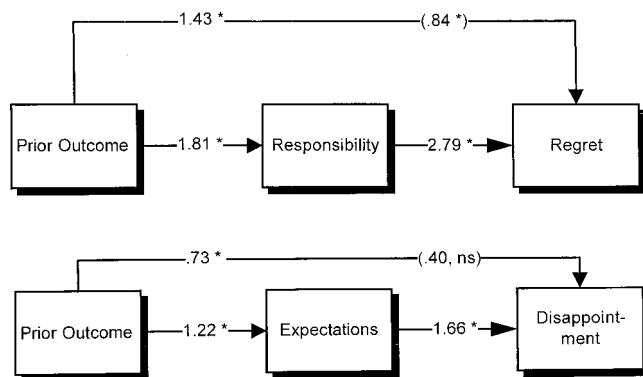 1.43 * (.84 *)
Prior Outcome 1.81 * Responsibility 2.79 * Regret
.73 * (.40, ns)
Prior Outcome 1.22 * Expectations 1.66 * Disappoint-
ment